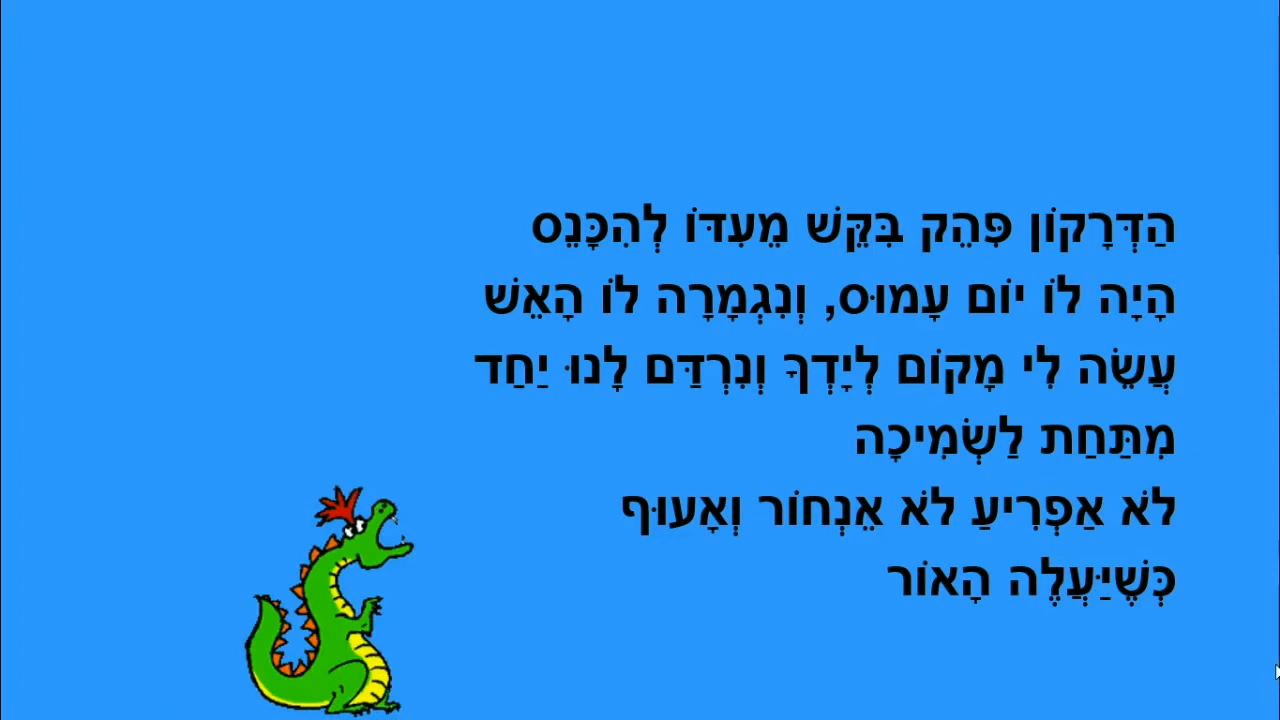 הַדְּרָקוֹן פִּהֵק בִּקֵּשׁ מֵעִדּוֹ לְהִכָּנֵס
הָיָה לוֹ יוֹם עָמוּס, וְנִגְמָרָה לוֹ הָאֵשׁ
עֲשֵׂה לִי מָקוֹם לְיָדְךָ וְנִרְדַּם לָנוּ יַחַד
מִתַּחַת לַשְׂמִיכָה
לֹא אַפְרִיעַ לֹא אֵנְחוֹר וְאָעוּף
כְּשֶׁיַּעֲלֶה הָאוֹר